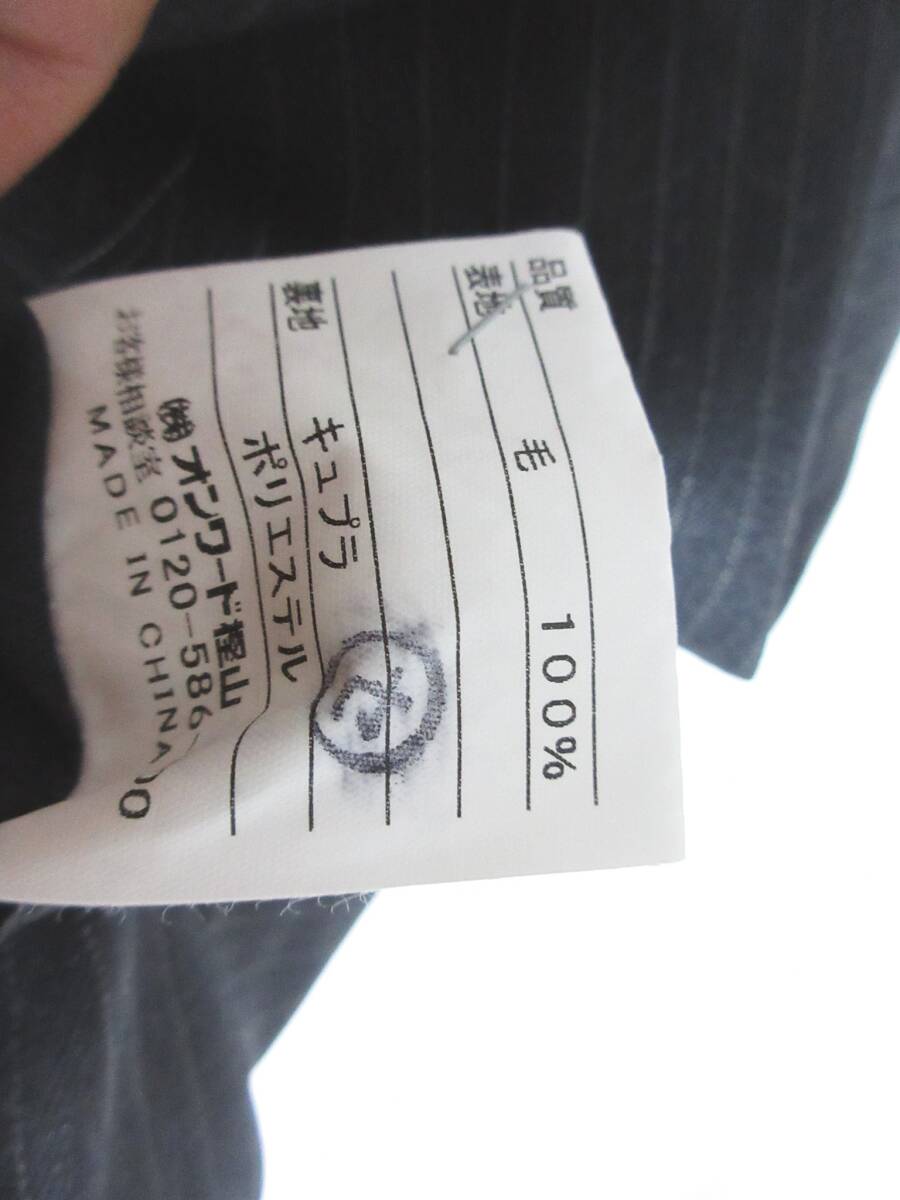 品質
表地
毛 100%
裏地
キュプラ
ポリエステル
㈱オンワード樫山
お客様相談室 0120-586
MADE IN CHINA